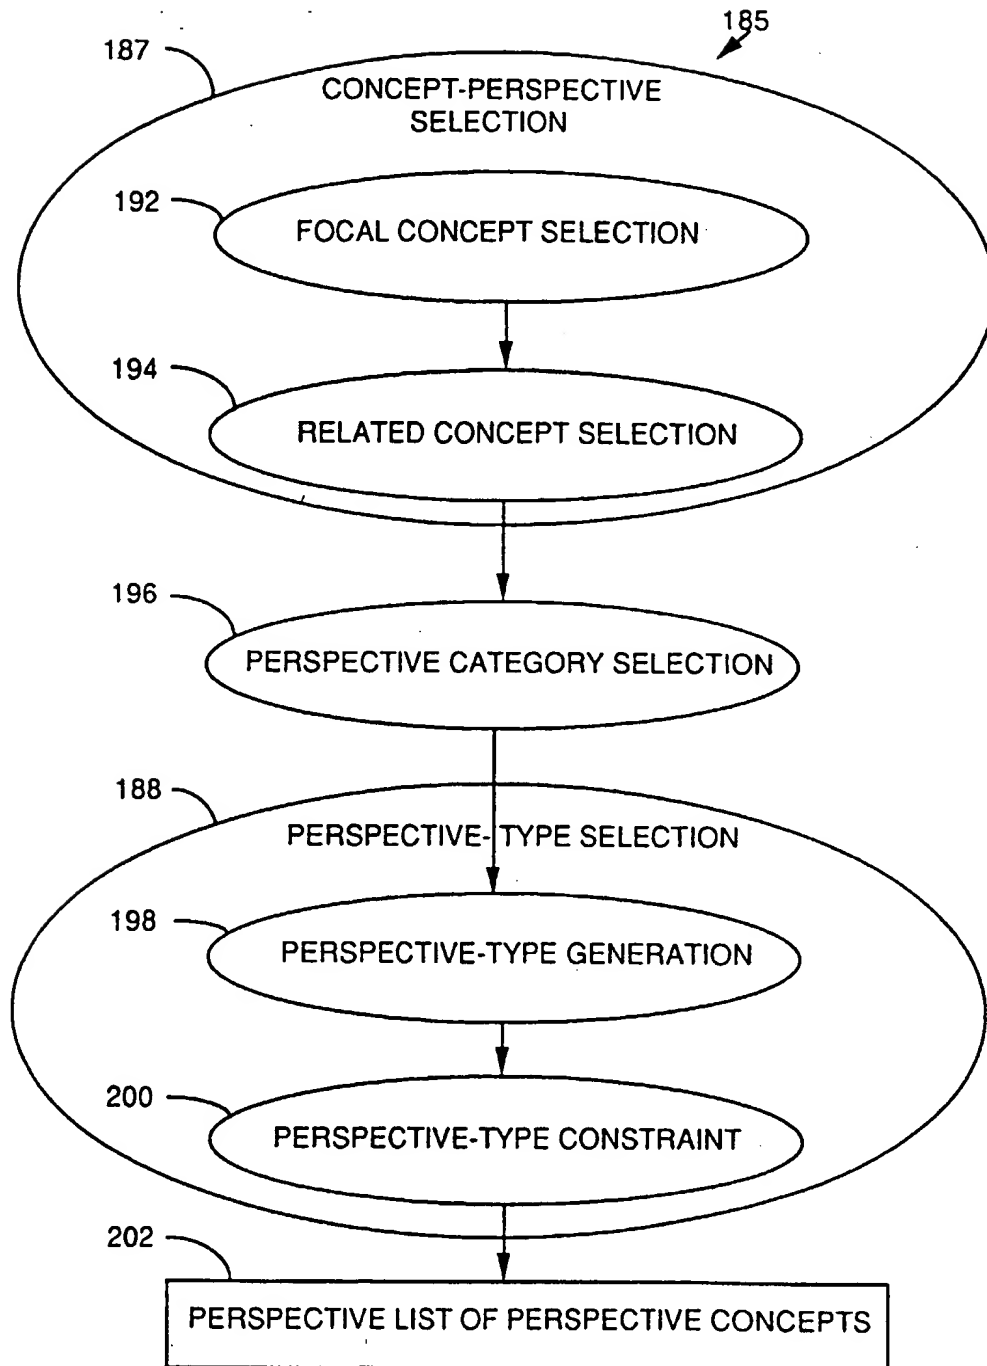 185
187
CONCEPT-PERSPECTIVE
SELECTION
192
FOCAL CONCEPT SELECTION
194
RELATED CONCEPT SELECTION
196
PERSPECTIVE CATEGORY SELECTION
188
PERSPECTIVE-TYPE SELECTION
198
PERSPECTIVE-TYPE GENERATION
200
PERSPECTIVE-TYPE CONSTRAINT
202
PERSPECTIVE LIST OF PERSPECTIVE CONCEPTS